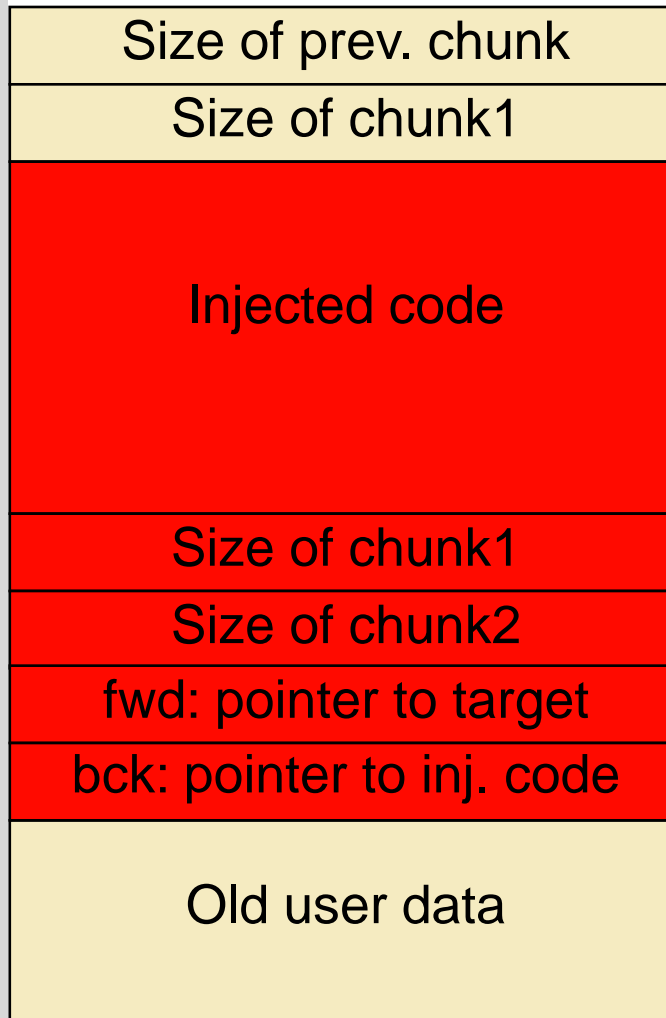 Size of prev. chunk
Size of chunk1
Injected code
Size of chunk1
Size of chunk2
fwd: pointer to target
bck: pointer to inj. code
Old user data